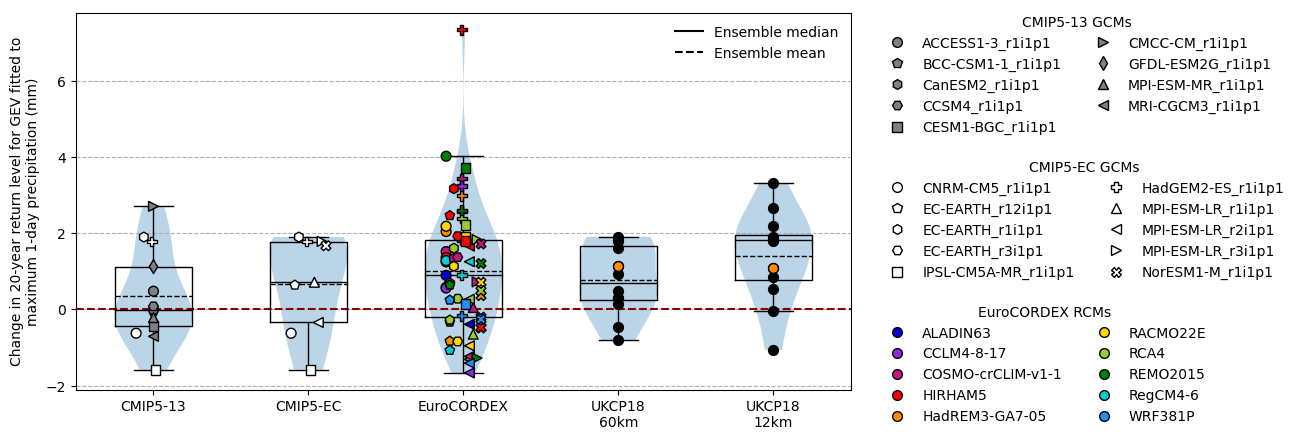 Change in 20-year return level for GEV fitted to
maximum 1-day precipitation (mm)
6
4
2
0
−2
Ensemble median
Ensemble mean
CMIP5-13
CMIP5-EC
EuroCORDEX
UKCP18
60km
UKCP18
12km
CMIP5-13 GCMs
ACCESS1-3_r1i1p1
BCC-CSM1-1_r1i1p1
CanESM2_r1i1p1
CCSM4_r1i1p1
CESM1-BGC_r1i1p1
CMCC-CM_r1i1p1
GFDL-ESM2G_r1i1p1
MPI-ESM-MR_r1i1p1
MRI-CGCM3_r1i1p1
CMIP5-EC GCMs
CNRM-CM5_r1i1p1
EC-EARTH_r12i1p1
EC-EARTH_r1i1p1
EC-EARTH_r3i1p1
IPSL-CM5A-MR_r1i1p1
HadGEM2-ES_r1i1p1
MPI-ESM-LR_r1i1p1
MPI-ESM-LR_r2i1p1
MPI-ESM-LR_r3i1p1
NorESM1-M_r1i1p1
EuroCORDEX RCMs
ALADIN63
CCLM4-8-17
COSMO-crCLIM-v1-1
HIRHAM5
HadREM3-GA7-05
RACMO22E
RCA4
REMO2015
RegCM4-6
WRF381P